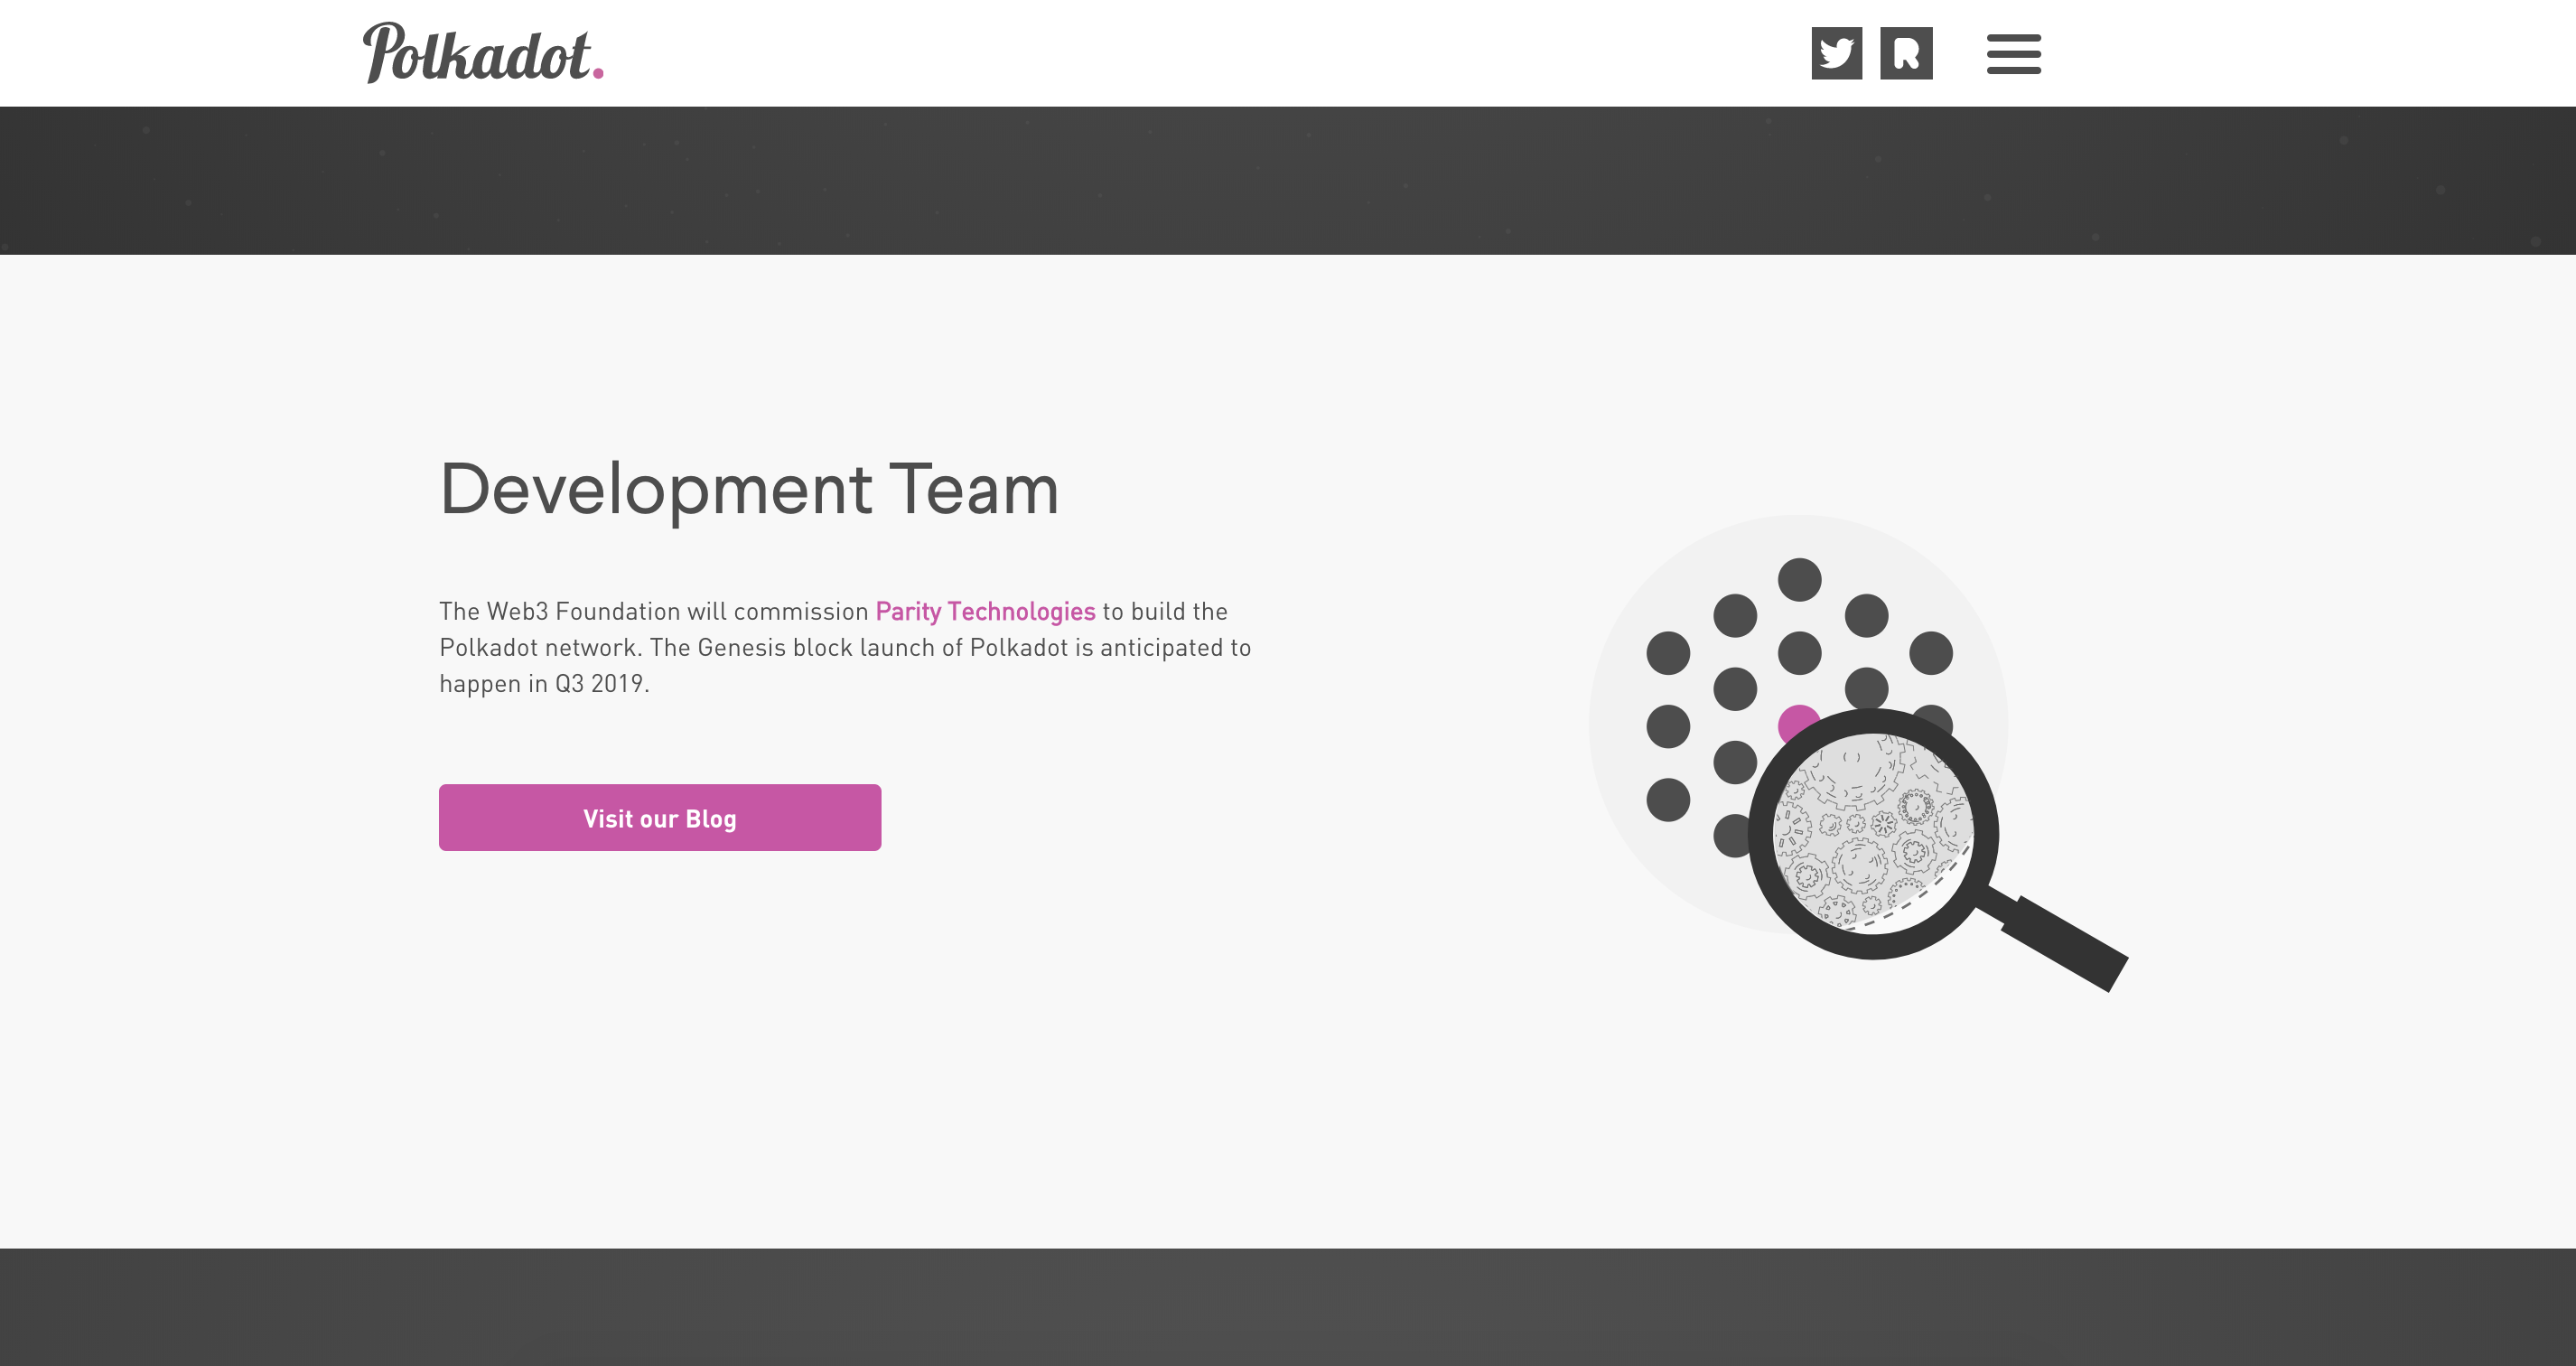 Polkadot.
Development Team
The Web3 Foundation will commission Parity Technologies to build the
Polkadot network. The Genesis block launch of Polkadot is anticipated to
happen in Q3 2019.
Visit our Blog